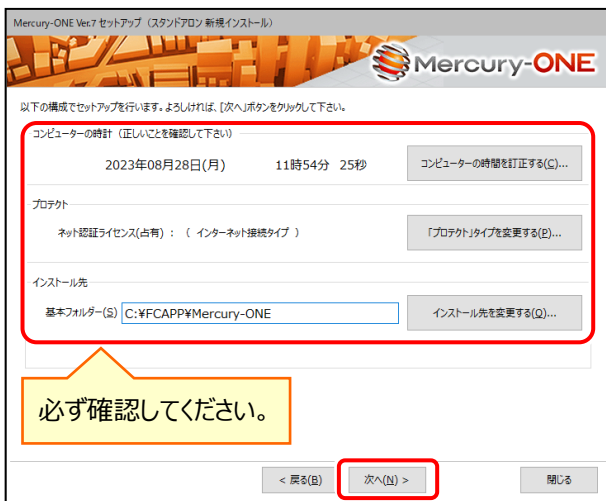 Mercury-ONE Ver.7 セットアップ（スタンドアロン 新規インストール）
Mercury-ONE
以下の構成でセットアップを行います。よろしければ、[次へ]ボタンをクリックして下さい。
コンピューターの時計（正しいことを確認して下さい）
2023年08月28日(月) 11時54分 25秒 コンピューターの時間を訂正する(C)...
プロテクト
ネット認証ライセンス(占有) : ( インターネット接続タイプ ) 「プロテクト」タイプを変更する(P)...
インストール先
基本フォルダー(S) C:¥FCAPP¥Mercury-ONE インストール先を変更する(Q)...
必ず確認してください。
< 戻る(B) 次へ(N) > 閉じる